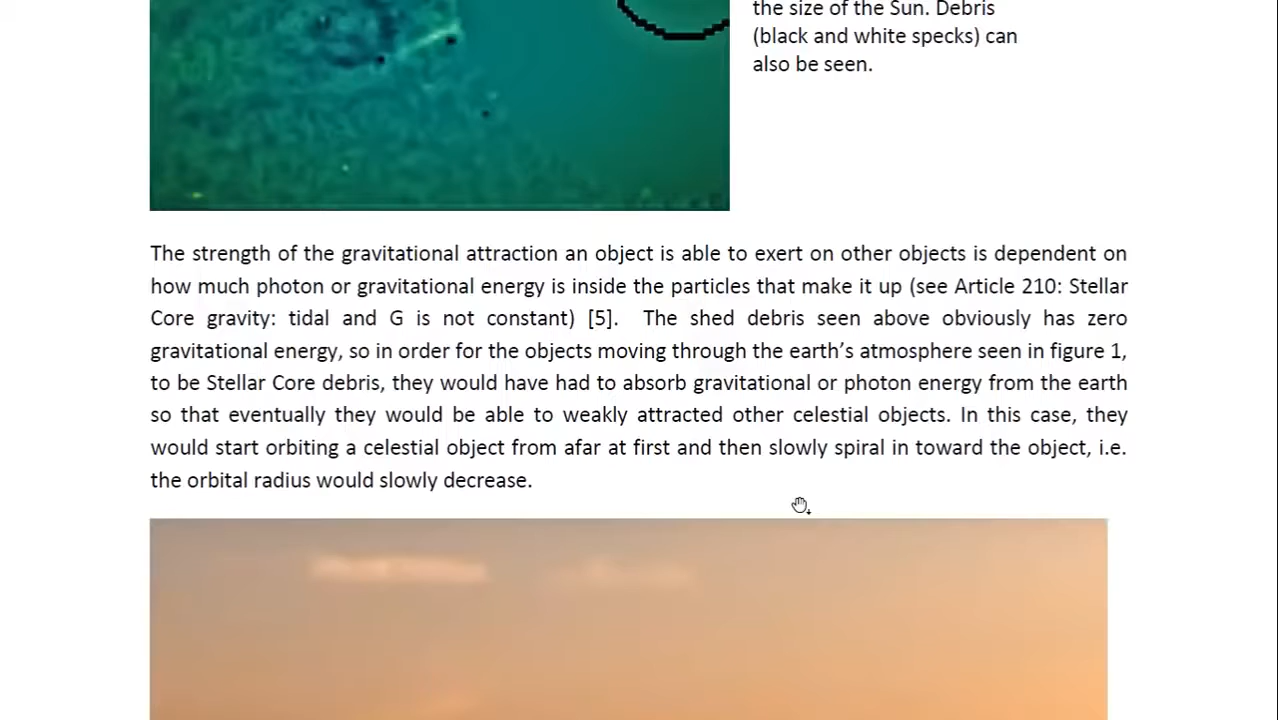 the size of the Sun. Debris
(black and white specks) can
also be seen.
The strength of the gravitational attraction an object is able to exert on other objects is dependent on
how much photon or gravitational energy is inside the particles that make it up (see Article 210: Stellar
Core gravity: tidal and G is not constant) [5]. The shed debris seen above obviously has zero
gravitational energy, so in order for the objects moving through the earth’s atmosphere seen in figure 1,
to be Stellar Core debris, they would have had to absorb gravitational or photon energy from the earth
so that eventually they would be able to weakly attracted other celestial objects. In this case, they
would start orbiting a celestial object from afar at first and then slowly spiral in toward the object, i.e.
the orbital radius would slowly decrease.